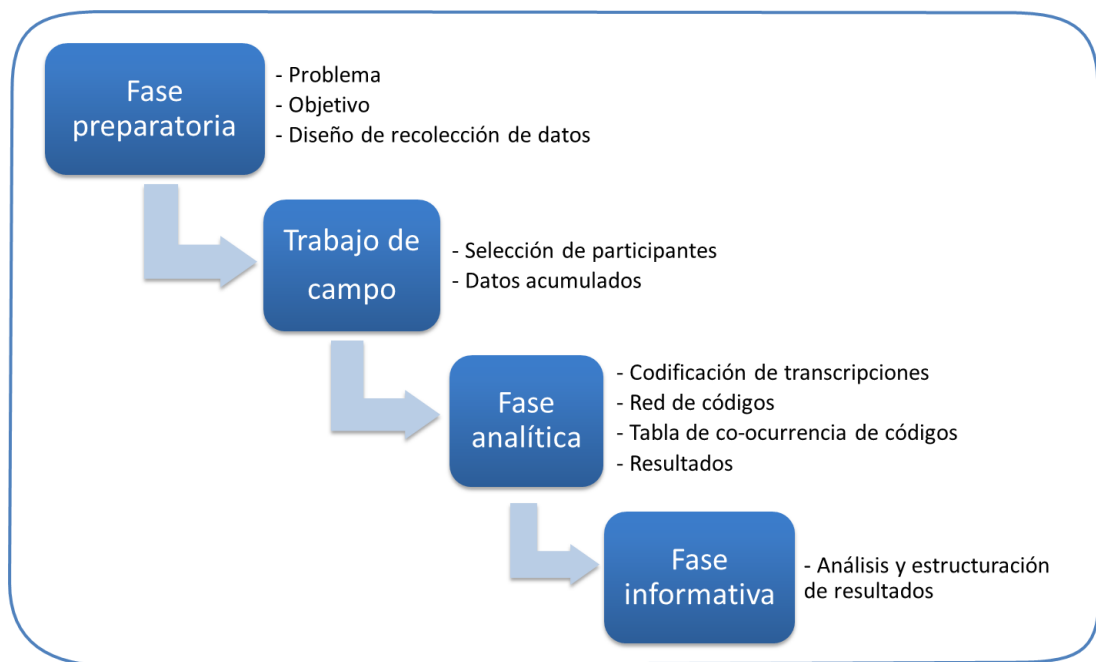 Fase
preparatoria
- Problema
- Objetivo
- Diseño de recolección de datos
Trabajo de
campo
- Selección de participantes
- Datos acumulados
Fase
analítica
- Codificación de transcripciones
- Red de códigos
- Tabla de co-ocurrencia de códigos
- Resultados
Fase
informativa
- Análisis y estructuración
de resultados